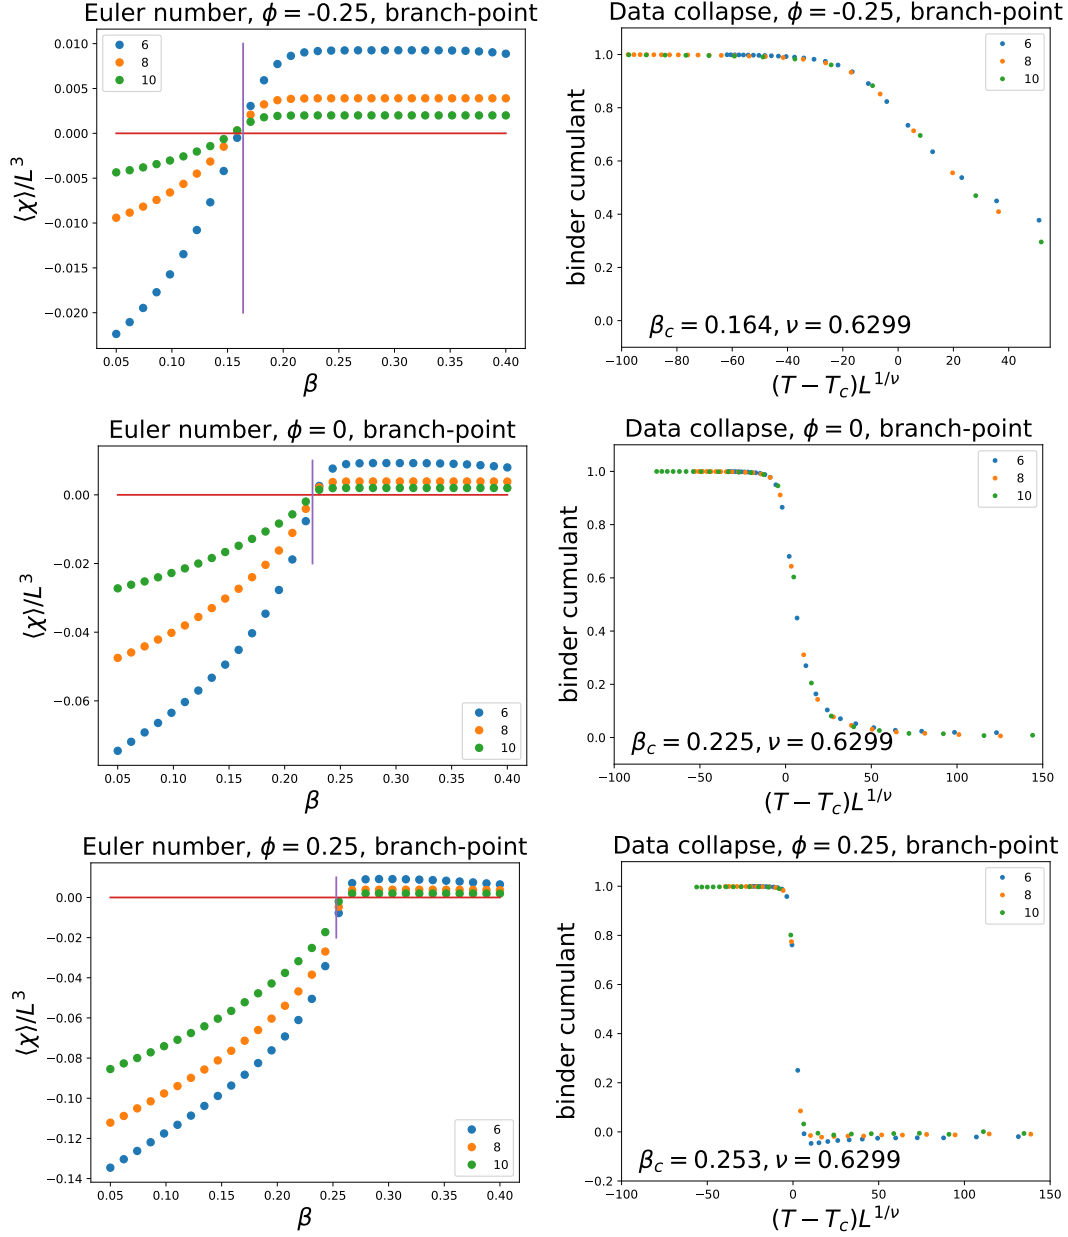 Euler number, ϕ = -0.25, branch-point
0.010
0.005
0.000
−0.005
−0.010
−0.015
−0.020
⟨χ⟩/L³
6
8
10
0.05 0.10 0.15 0.20 0.25 0.30 0.35 0.40
β
Data collapse, ϕ = -0.25, branch-point
1.0
0.8
0.6
0.4
0.2
0.0
binder cumulant
6
8
10
β_c = 0.164, ν = 0.6299
−100 −80 −60 −40 −20 0 20 40
(T − T_c)L^{1/ν}
Euler number, ϕ = 0, branch-point
0.00
−0.02
−0.04
−0.06
⟨χ⟩/L³
6
8
10
0.05 0.10 0.15 0.20 0.25 0.30 0.35 0.40
β
Data collapse, ϕ = 0, branch-point
1.0
0.8
0.6
0.4
0.2
0.0
binder cumulant
6
8
10
β_c = 0.225, ν = 0.6299
−100 −50 0 50 100 150
(T − T_c)L^{1/ν}
Euler number, ϕ = 0.25, branch-point
0.00
−0.02
−0.04
−0.06
−0.08
−0.10
−0.12
−0.14
⟨χ⟩/L³
6
8
10
0.05 0.10 0.15 0.20 0.25 0.30 0.35 0.40
β
Data collapse, ϕ = 0.25, branch-point
1.0
0.8
0.6
0.4
0.2
0.0
−0.2
binder cumulant
6
8
10
β_c = 0.253, ν = 0.6299
−100 −50 0 50 100 150
(T − T_c)L^{1/ν}